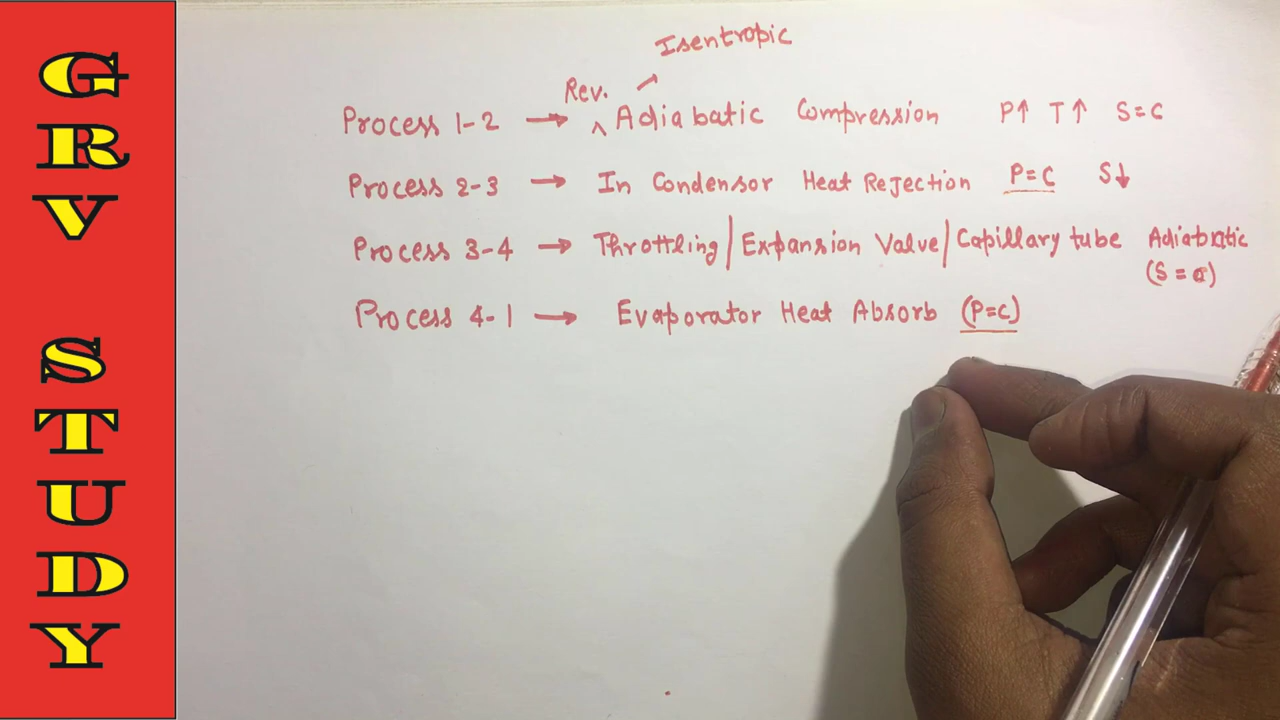 GRV STUDY
Isentropic
Rev.
Process 1-2 → ^ Adiabatic Compression P↑ T↑ S=C
Process 2-3 → In Condensor Heat Rejection P=C S↓
Process 3-4 → Throttling/Expansion Valve/Capillary tube Adiabatic
(S=C)
Process 4-1 → Evaporator Heat Absorb (P=C)